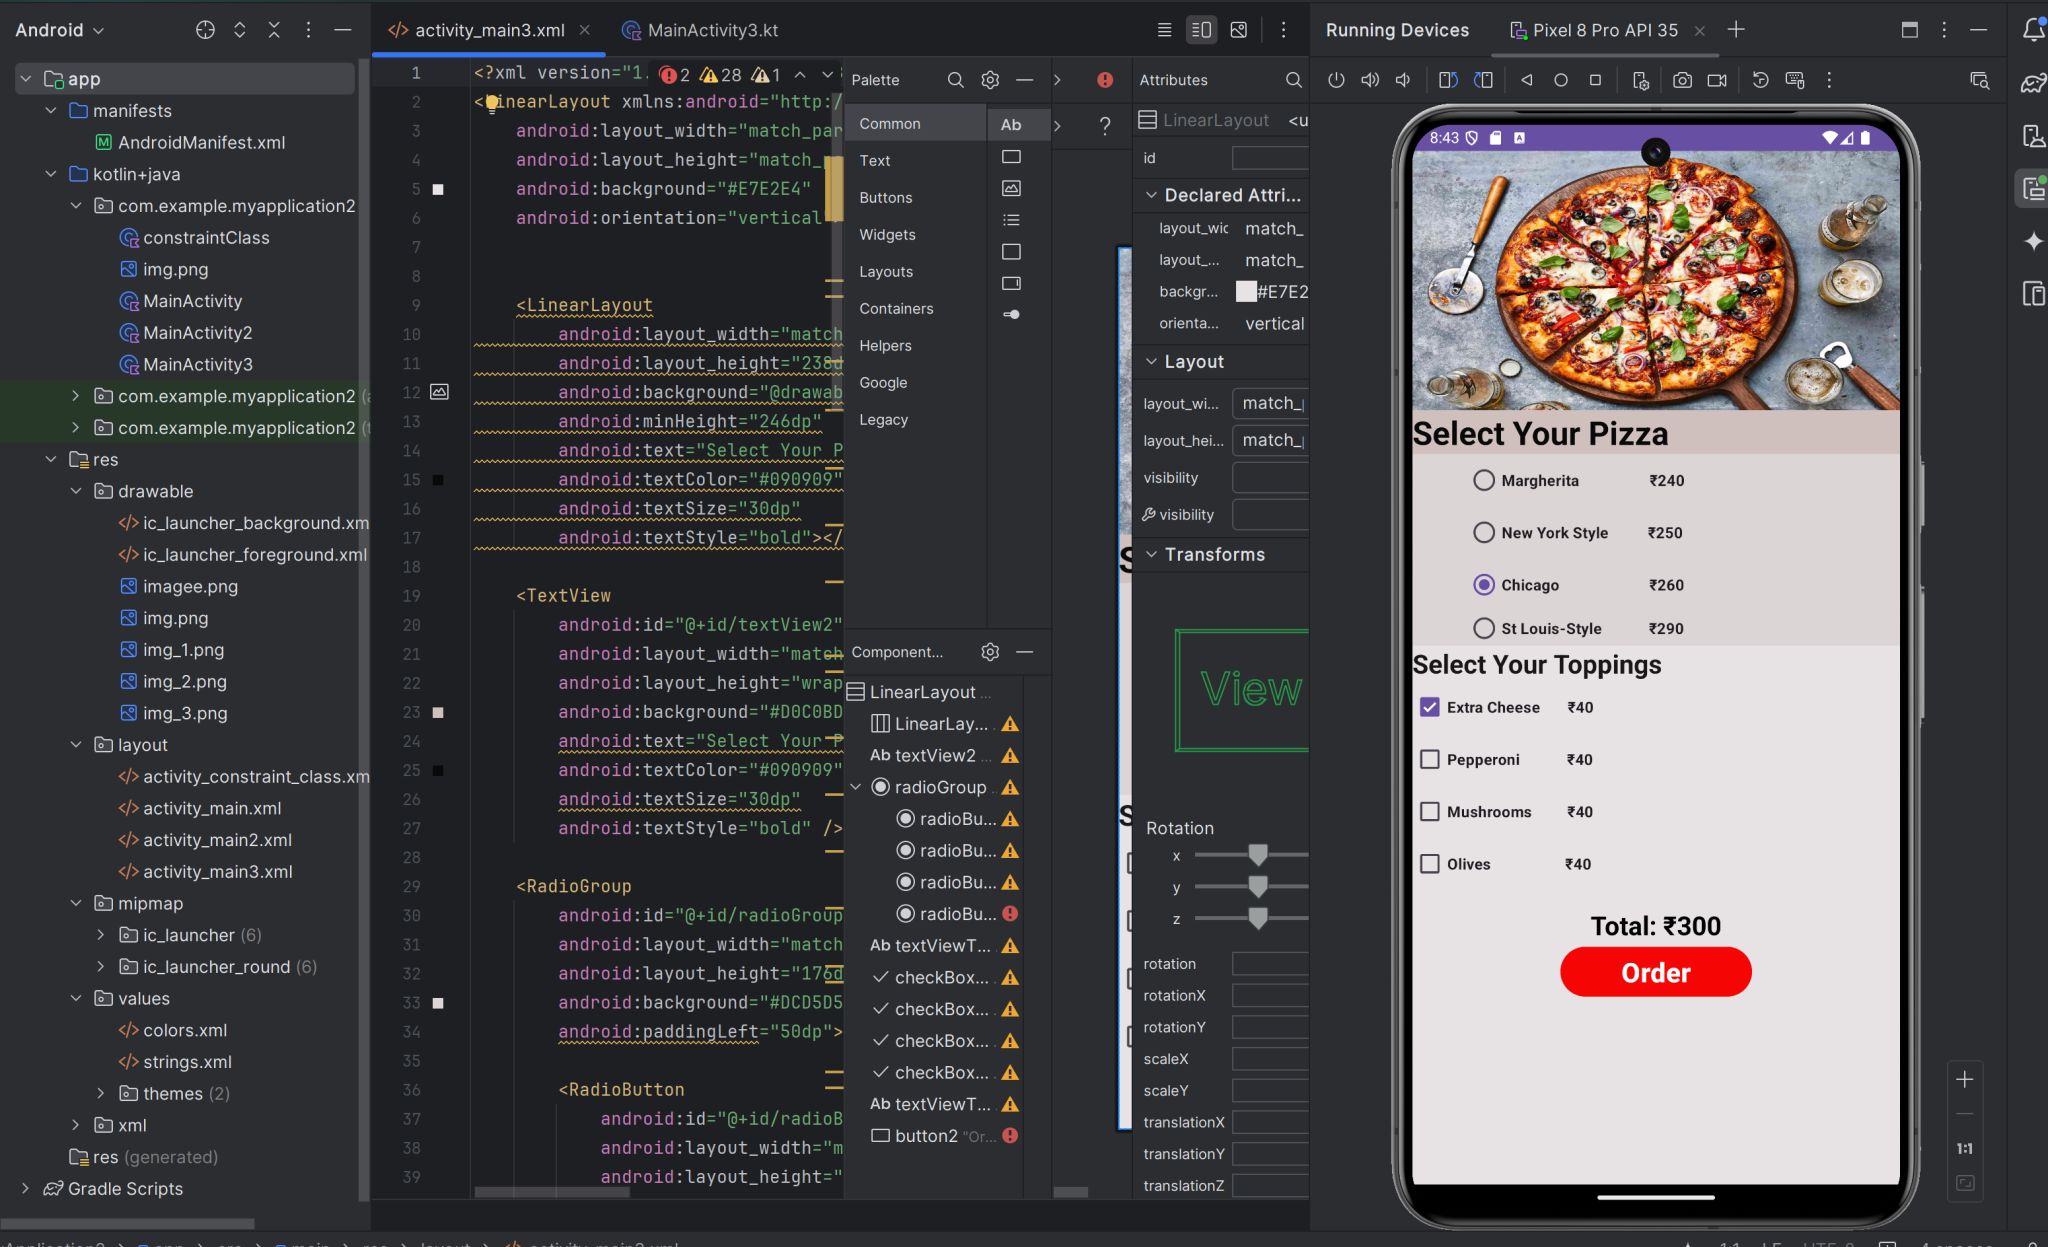 Android
app
manifests
AndroidManifest.xml
kotlin+java
com.example.myapplication2
constraintClass
img.png
MainActivity
MainActivity2
MainActivity3
com.example.myapplication2
com.example.myapplication2
res
drawable
ic_launcher_background.xm
ic_launcher_foreground.xml
imagee.png
img.png
img_1.png
img_2.png
img_3.png
layout
activity_constraint_class.xm
activity_main.xml
activity_main2.xml
activity_main3.xml
mipmap
ic_launcher (6)
ic_launcher_round (6)
values
colors.xml
strings.xml
themes (2)
xml
res (generated)
Gradle Scripts
activity_main3.xml
MainActivity3.kt
2 28 1
1 <?xml version="1.
2 <LinearLayout xmlns:android="http:/
3 android:layout_width="match_par
4 android:layout_height="match_
5 android:background="#E7E2E4"
6 android:orientation="vertical
7
8
9 <LinearLayout
10 android:layout_width="match
11 android:layout_height="238d
12 android:background="@drawab
13 android:minHeight="246dp"
14 android:text="Select Your P
15 android:textColor="#090909"
16 android:textSize="30dp"
17 android:textStyle="bold"></
18
19 <TextView
20 android:id="@+id/textView2"
21 android:layout_width="match
22 android:layout_height="wrap
23 android:background="#D0C0BD
24 android:text="Select Your P
25 android:textColor="#090909"
26 android:textSize="30dp"
27 android:textStyle="bold" />
28
29 <RadioGroup
30 android:id="@+id/radioGroup
31 android:layout_width="match
32 android:layout_height="176d
33 android:background="#DCD5D5
34 android:paddingLeft="50dp">
35
36 <RadioButton
37 android:id="@+id/radioB
38 android:layout_width="m
39 android:layout_height="
Palette
Common
Text
Buttons
Widgets
Layouts
Containers
Helpers
Google
Legacy
Ab
Component...
LinearLayout ...
LinearLay...
Ab textView2 ...
radioGroup
radioBu...
radioBu...
radioBu...
radioBu...
Ab textViewT...
checkBox...
checkBox...
checkBox...
checkBox...
Ab textViewT...
button2 "Or...
?
Attributes
LinearLayout <u
id
Declared Attri...
layout_wic match_
layout_... match_
backgr... #E7E2
orienta... vertical
Layout
layout_wi... match_
layout_hei... match_
visibility
visibility
Transforms
View
Rotation
x
y
z
rotation
rotationX
rotationY
scaleX
scaleY
translationX
translationY
translationZ
Running Devices
Pixel 8 Pro API 35
8:43
Select Your Pizza
Margherita ₹240
New York Style ₹250
Chicago ₹260
St Louis-Style ₹290
Select Your Toppings
Extra Cheese ₹40
Pepperoni ₹40
Mushrooms ₹40
Olives ₹40
Total: ₹300
Order
1:1